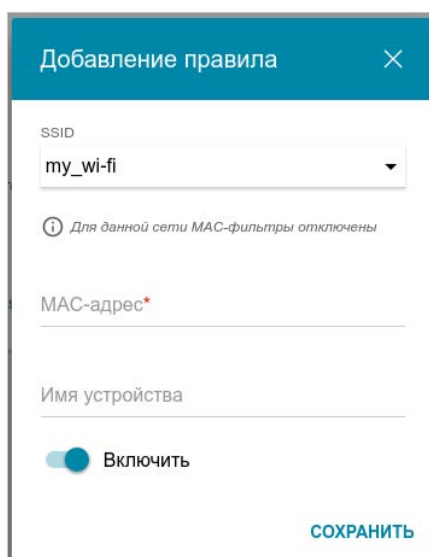 Добавление правила
SSID
my_wi-fi
Для данной сети MAC-фильтры отключены
MAC-адрес*
Имя устройства
Включить
СОХРАНИТЬ